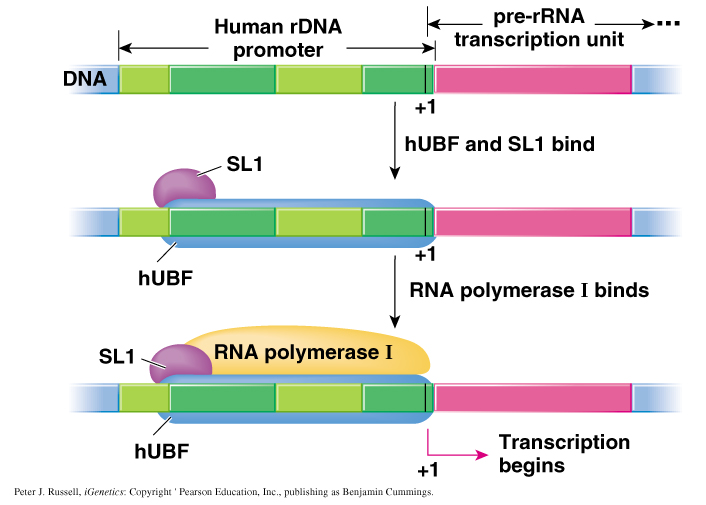 Human rDNA
promoter
pre-rRNA
transcription unit
...
DNA
+1
hUBF and SL1 bind
SL1
+1
hUBF
RNA polymerase I binds
SL1
RNA polymerase I
hUBF
+1
Transcription
begins
Peter J. Russell, iGenetics: Copyright ' Pearson Education, Inc., publishing as Benjamin Cummings.